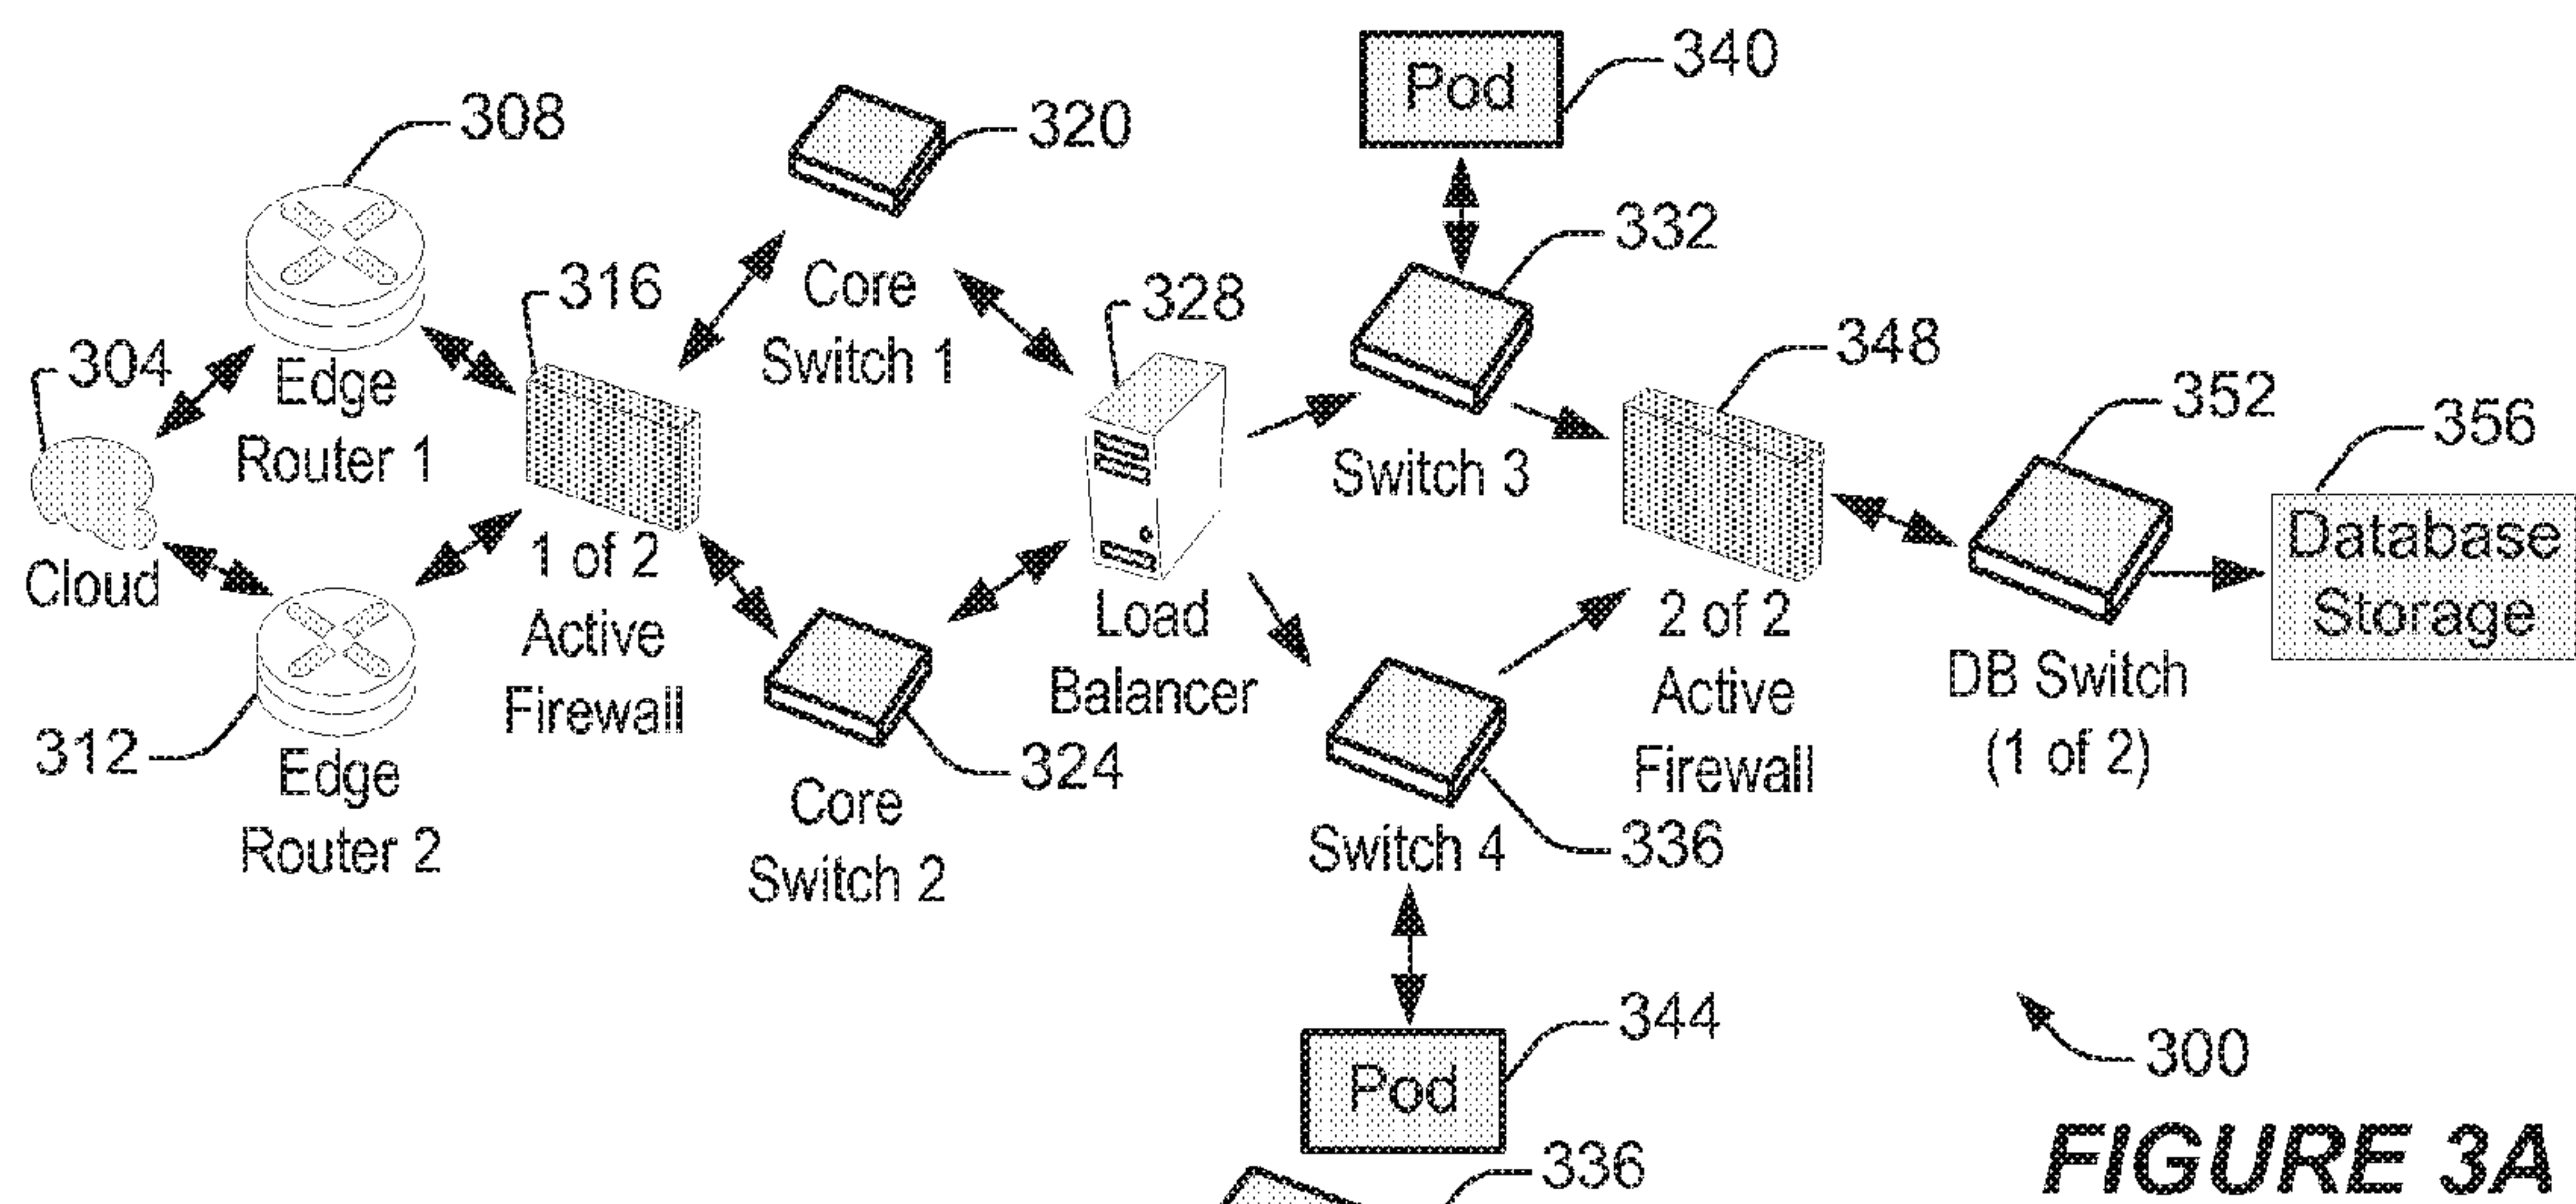 340
Pod
308
320
332
316
Core
Switch 1
328
348
304
Edge
Router 1
Switch 3
352
356
Cloud
1 of 2
Active
Firewall
Load
Balancer
2 of 2
Active
Firewall
Database
Storage
DB Switch
(1 of 2)
312
Edge
Router 2
324
Core
Switch 2
Switch 4
336
344
Pod
300
336
FIGURE 3A